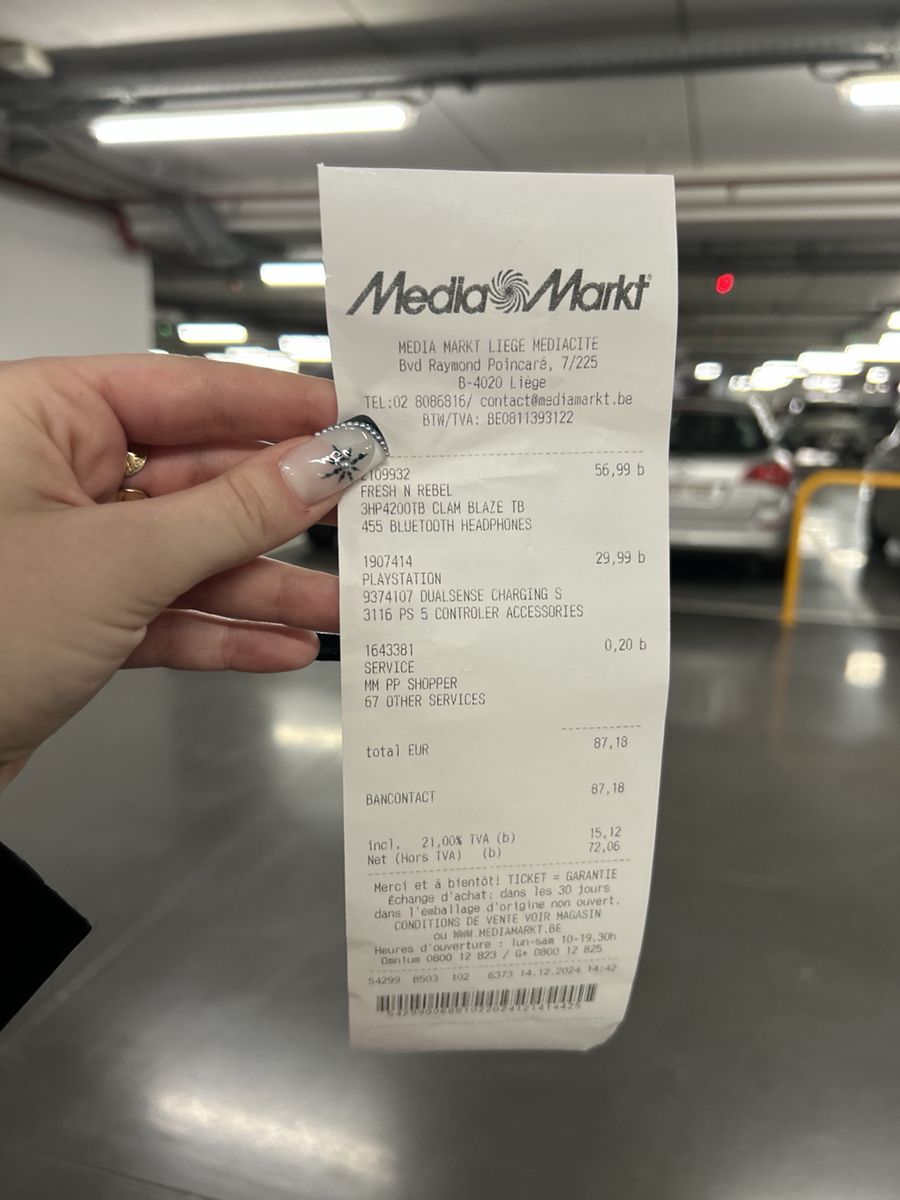 Media Markt
MEDIA MARKT LIEGE MEDIACITE
Bvd Raymond Poincaré, 7/225
B-4020 Liège
TEL:02 8086816/ contact@mediamarkt.be
BTW/TVA: BE0811393122
2109932 56,99 b
FRESH N REBEL
3HP4200TB CLAM BLAZE TB
455 BLUETOOTH HEADPHONES
1907414 29,99 b
PLAYSTATION
9374107 DUALSENSE CHARGING S
3116 PS 5 CONTROLER ACCESSORIES
1643381 0,20 b
SERVICE
MM PP SHOPPER
67 OTHER SERVICES
total EUR 87,18
BANCONTACT 87,18
incl. 21,00% TVA (b) 15,12
Net (Hors TVA) (b) 72,06
Merci et à bientôt! TICKET = GARANTIE
Échange d'achat: dans les 30 jours
dans l'emballage d'origine non ouvert.
CONDITIONS DE VENTE VOIR MAGASIN
ou WWW.MEDIAMARKT.BE
Heures d'ouverture : lun-sam 10-19.30h
Omnium 0800 12 823 / G+ 0800 12 825
54299 B503 102 6373 14.12.2024 14:42